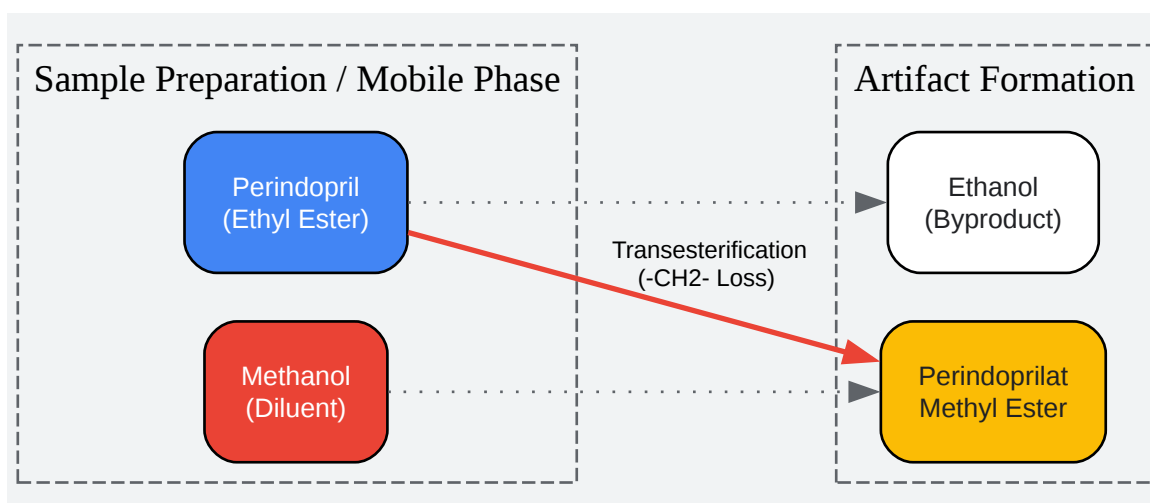 Sample Preparation / Mobile Phase
Artifact Formation
Perindopril
(Ethyl Ester)
Ethanol
(Byproduct)
Transesterification
(-CH2- Loss)
Methanol
(Diluent)
Perindoprilat
Methyl Ester